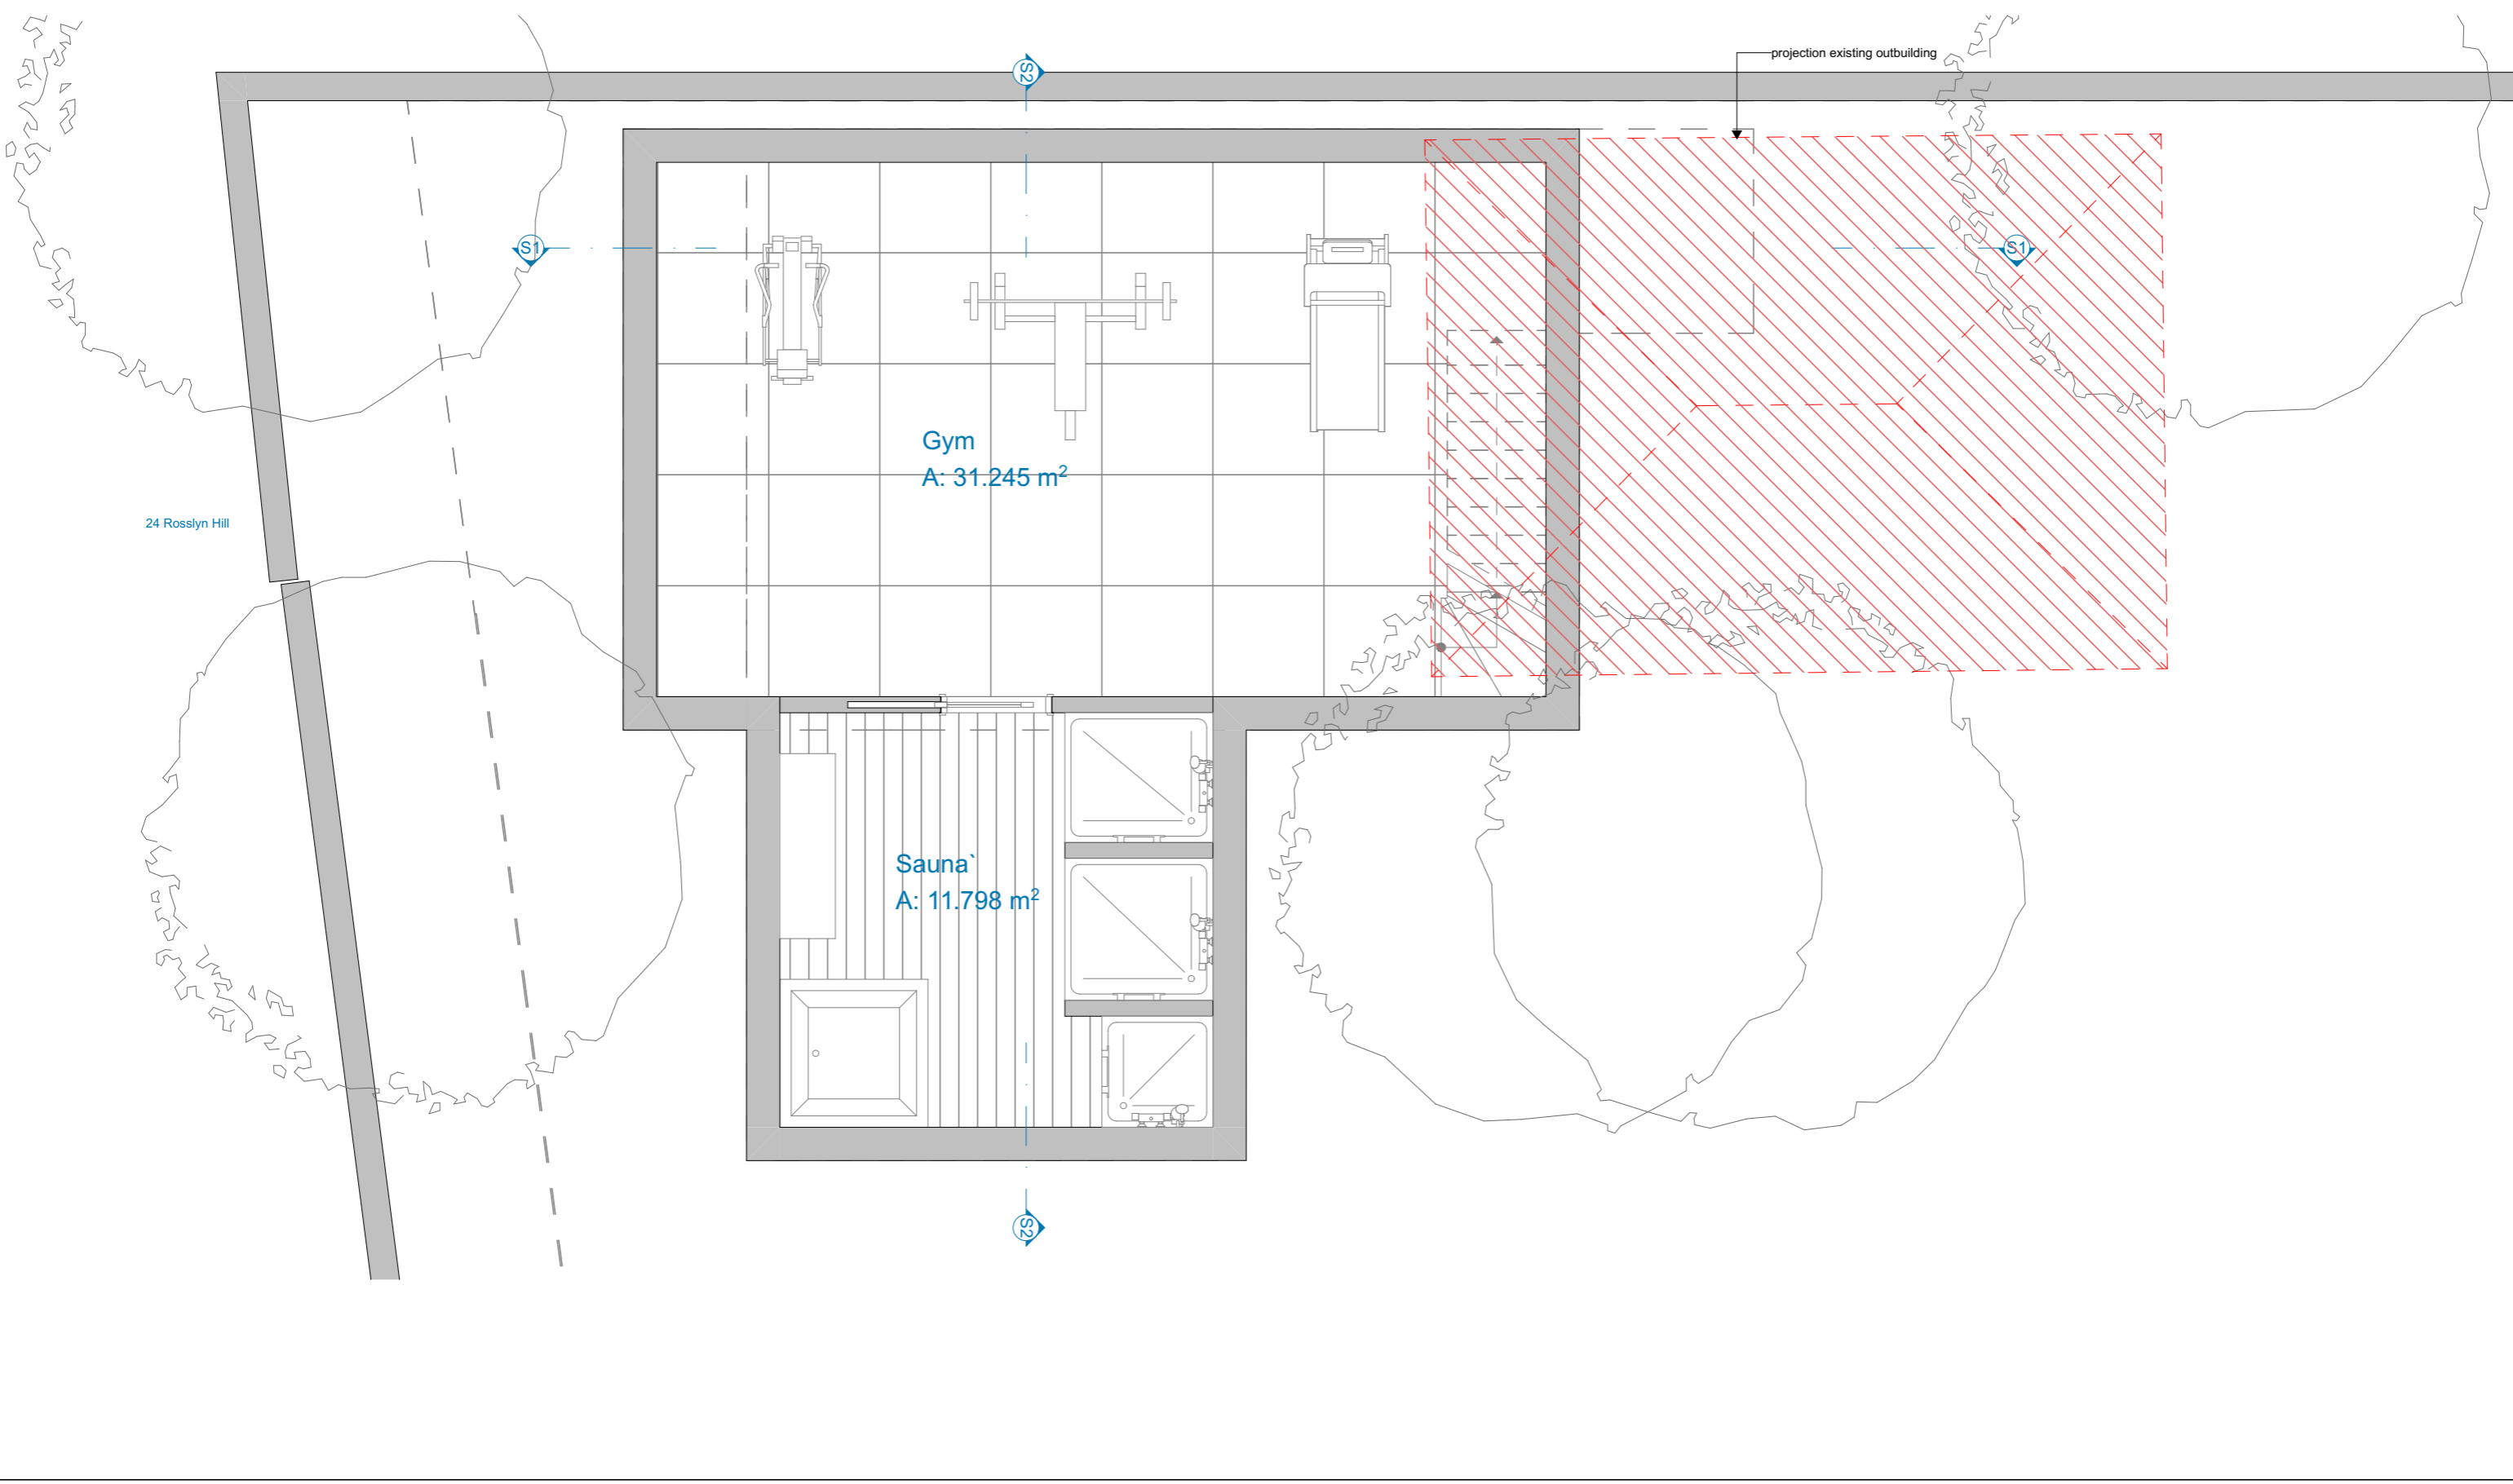 projection existing outbuilding
S2
S1
S1
Gym
A: 31.245 m²
24 Rosslyn Hill
Sauna`
A: 11.798 m²
S2